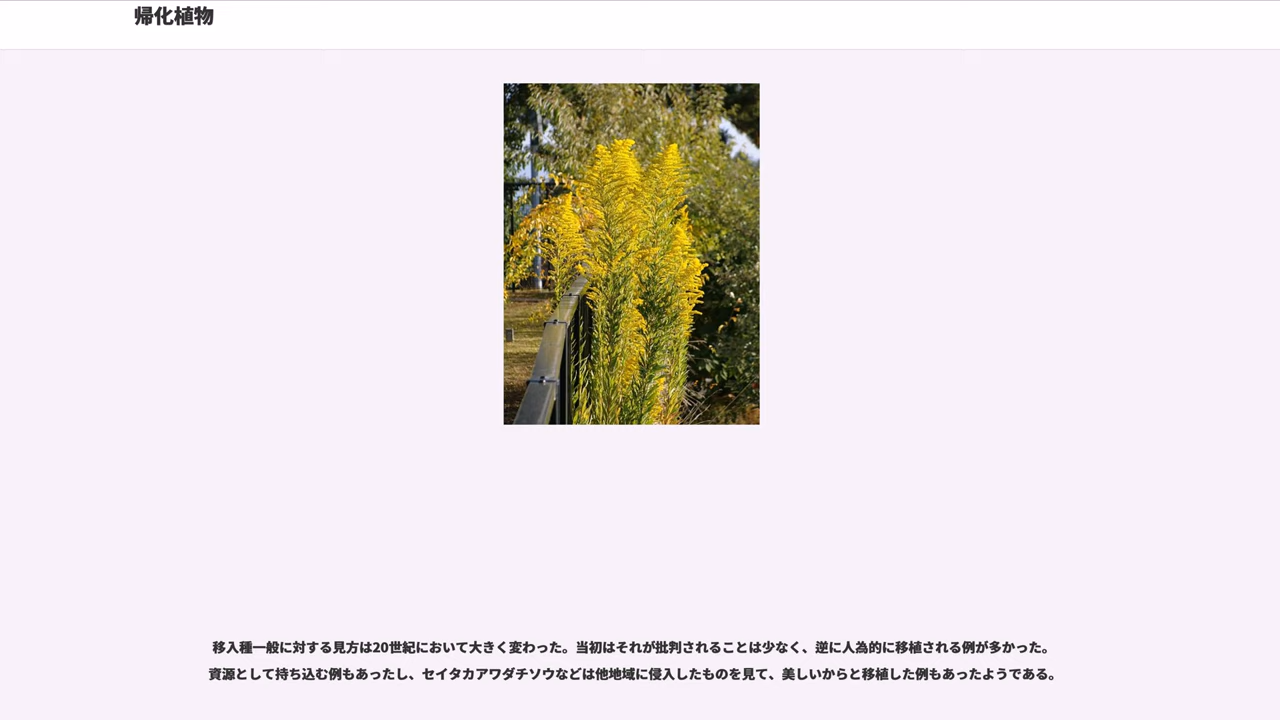 帰化植物
移入種一般に対する見方は20世紀において大きく変わった。当初はそれが批判されることは少なく、逆に人為的に移植される例が多かった。
資源として持ち込む例もあったし、セイタカアワダチソウなどは他地域に侵入したものを見て、美しいからと移植した例もあったようである。